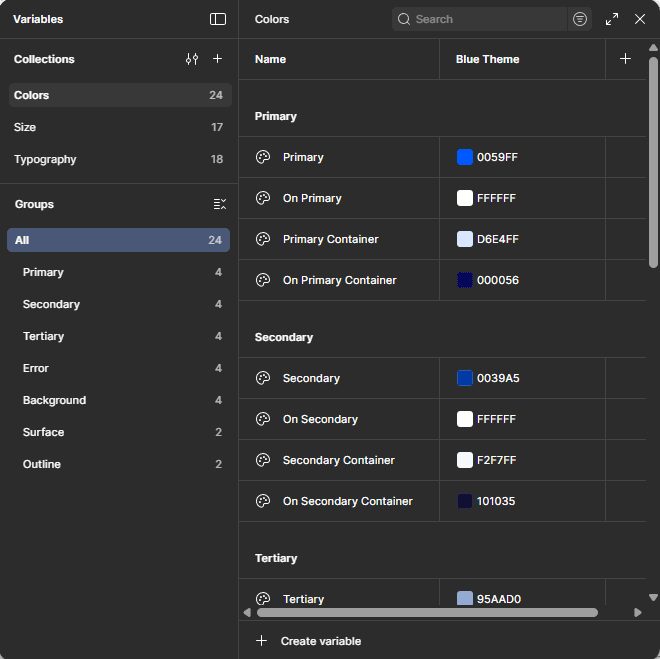 Variables
Collections
Colors 24
Size 17
Typography 18
Groups
All 24
Primary 4
Secondary 4
Tertiary 4
Error 4
Background 4
Surface 2
Outline 2
Colors
Search
Name Blue Theme
Primary
Primary 0059FF
On Primary FFFFFF
Primary Container D6E4FF
On Primary Container 000056
Secondary
Secondary 0039A5
On Secondary FFFFFF
Secondary Container F2F7FF
On Secondary Container 101035
Tertiary
Tertiary 95AAD0
Create variable